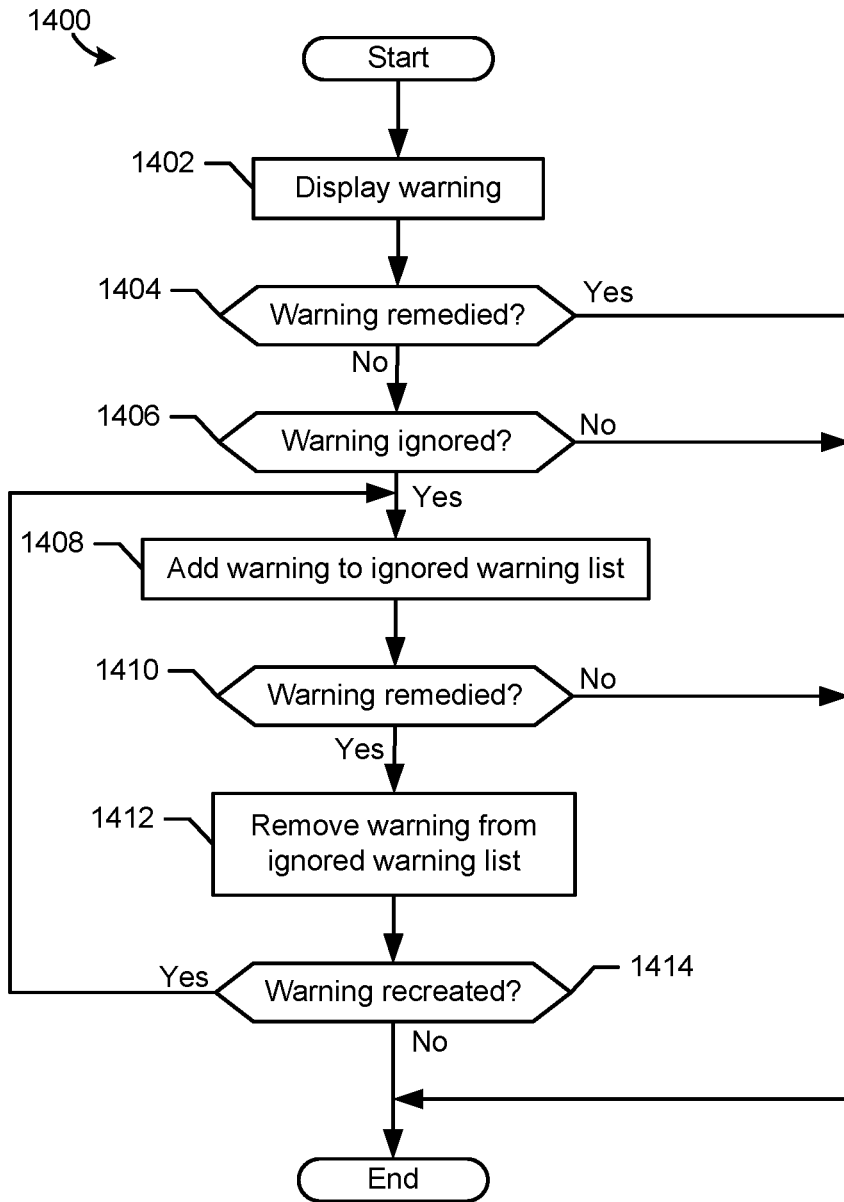 1400
Start
1402
Display warning
1404
Warning remedied?
Yes
No
1406
Warning ignored?
No
Yes
1408
Add warning to ignored warning list
1410
Warning remedied?
No
Yes
1412
Remove warning from
ignored warning list
Yes
Warning recreated?
1414
No
End